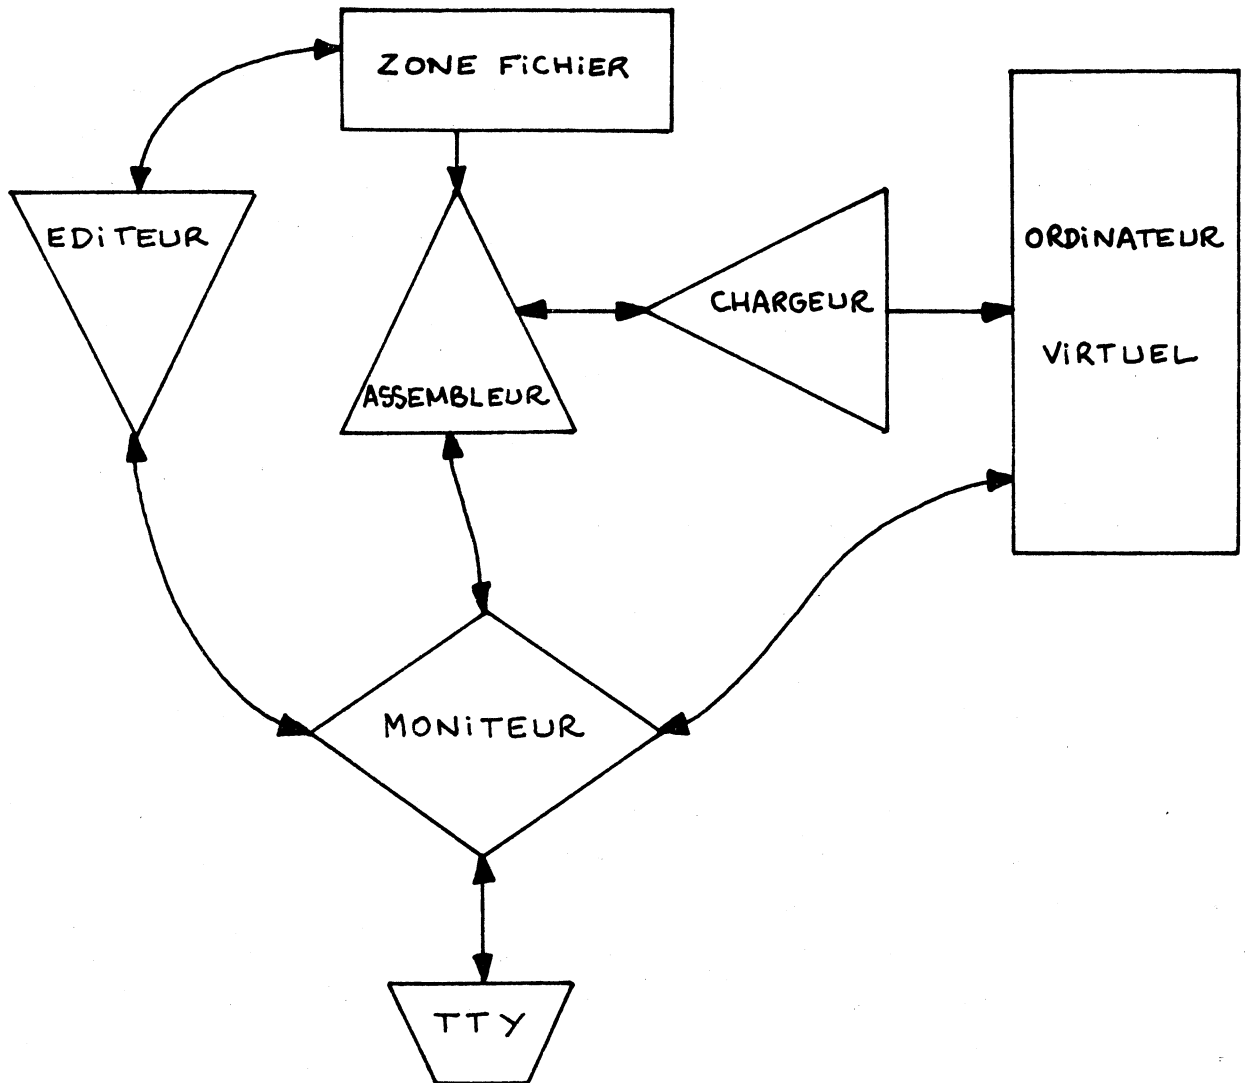 ZONE FiCHiER
EDiTEUR
ORDiNATEUR
CHARGEUR
ViRTUEL
ASSEMBLEUR
MONiTEUR
TTY